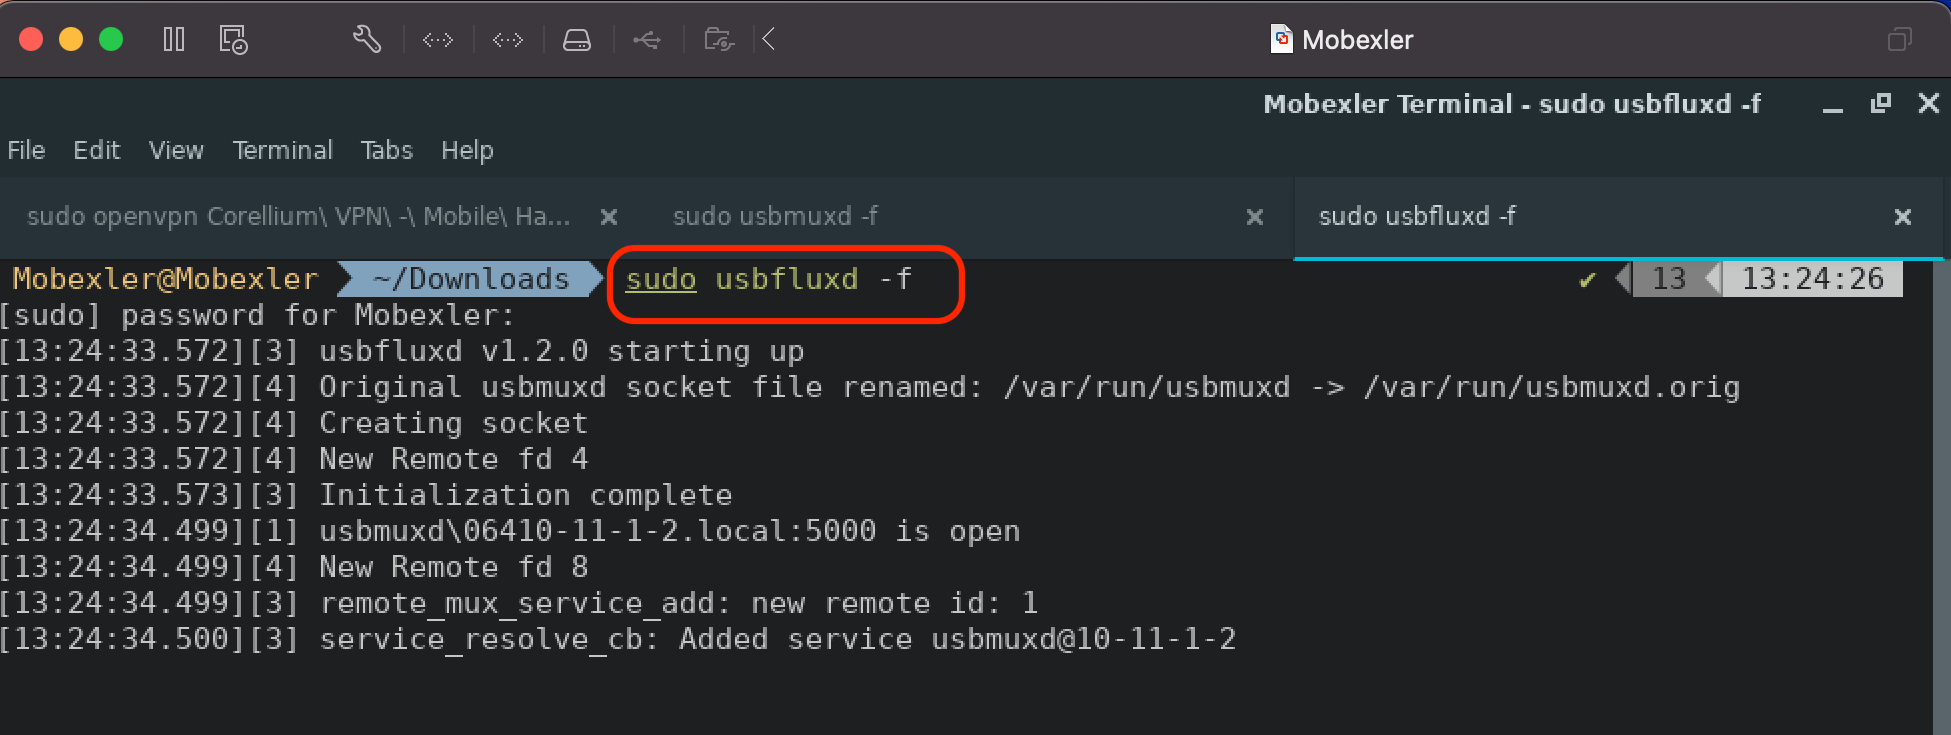 Mobexler
Mobexler Terminal - sudo usbfluxd -f
File Edit View Terminal Tabs Help
sudo openvpn Corellium\ VPN\ -\ Mobile\ Ha... sudo usbmuxd -f sudo usbfluxd -f
Mobexler@Mobexler ~/Downloads sudo usbfluxd -f ✔ 13 13:24:26
[sudo] password for Mobexler:
[13:24:33.572][3] usbfluxd v1.2.0 starting up
[13:24:33.572][4] Original usbmuxd socket file renamed: /var/run/usbmuxd -> /var/run/usbmuxd.orig
[13:24:33.572][4] Creating socket
[13:24:33.572][4] New Remote fd 4
[13:24:33.573][3] Initialization complete
[13:24:34.499][1] usbmuxd\06410-11-1-2.local:5000 is open
[13:24:34.499][4] New Remote fd 8
[13:24:34.499][3] remote_mux_service_add: new remote id: 1
[13:24:34.500][3] service_resolve_cb: Added service usbmuxd@10-11-1-2